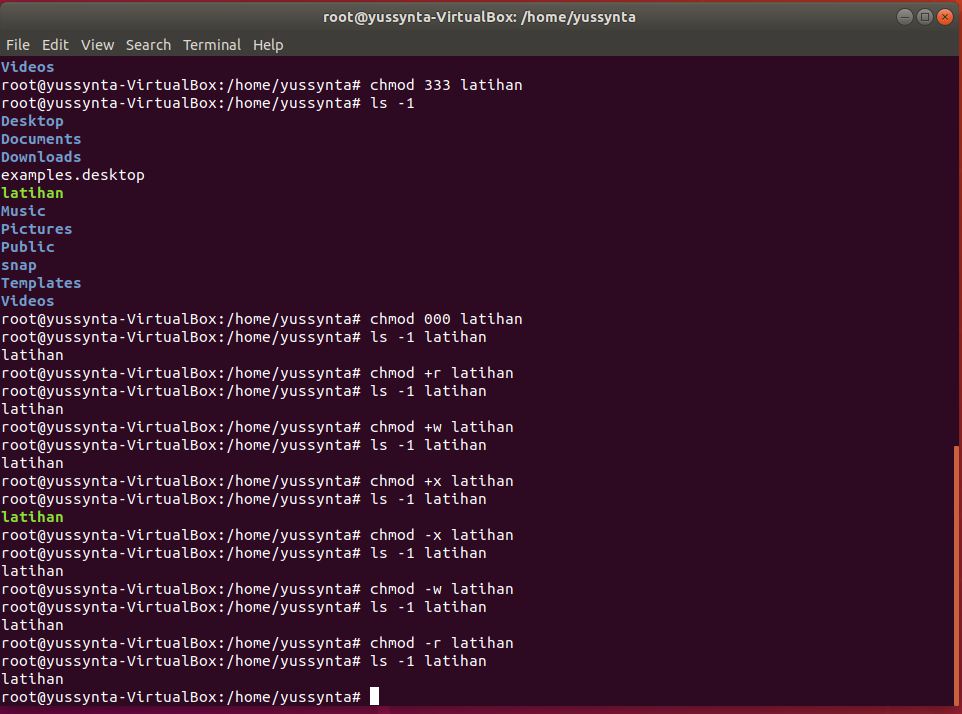 root@yussynta-VirtualBox: /home/yussynta
File Edit View Search Terminal Help
Videos
root@yussynta-VirtualBox:/home/yussynta# chmod 333 latihan
root@yussynta-VirtualBox:/home/yussynta# ls -1
Desktop
Documents
Downloads
examples.desktop
latihan
Music
Pictures
Public
snap
Templates
Videos
root@yussynta-VirtualBox:/home/yussynta# chmod 000 latihan
root@yussynta-VirtualBox:/home/yussynta# ls -1 latihan
latihan
root@yussynta-VirtualBox:/home/yussynta# chmod +r latihan
root@yussynta-VirtualBox:/home/yussynta# ls -1 latihan
latihan
root@yussynta-VirtualBox:/home/yussynta# chmod +w latihan
root@yussynta-VirtualBox:/home/yussynta# ls -1 latihan
latihan
root@yussynta-VirtualBox:/home/yussynta# chmod +x latihan
root@yussynta-VirtualBox:/home/yussynta# ls -1 latihan
latihan
root@yussynta-VirtualBox:/home/yussynta# chmod -x latihan
root@yussynta-VirtualBox:/home/yussynta# ls -1 latihan
latihan
root@yussynta-VirtualBox:/home/yussynta# chmod -w latihan
root@yussynta-VirtualBox:/home/yussynta# ls -1 latihan
latihan
root@yussynta-VirtualBox:/home/yussynta# chmod -r latihan
root@yussynta-VirtualBox:/home/yussynta# ls -1 latihan
latihan
root@yussynta-VirtualBox:/home/yussynta#